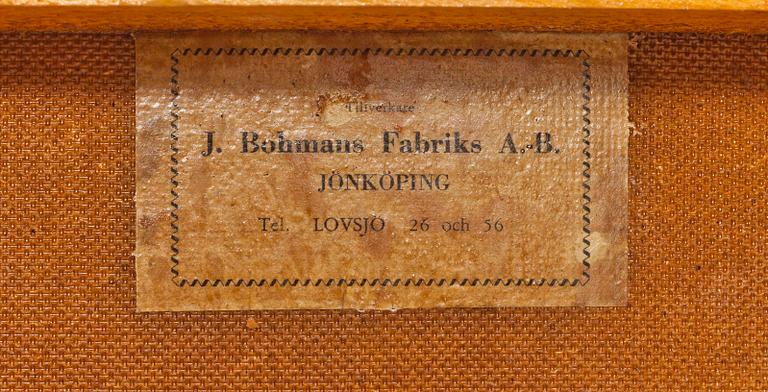 Tillverkare
J. Bohmans Fabriks A.-B.
JÖNKÖPING
Tel. LOVSJÖ 26 och 56